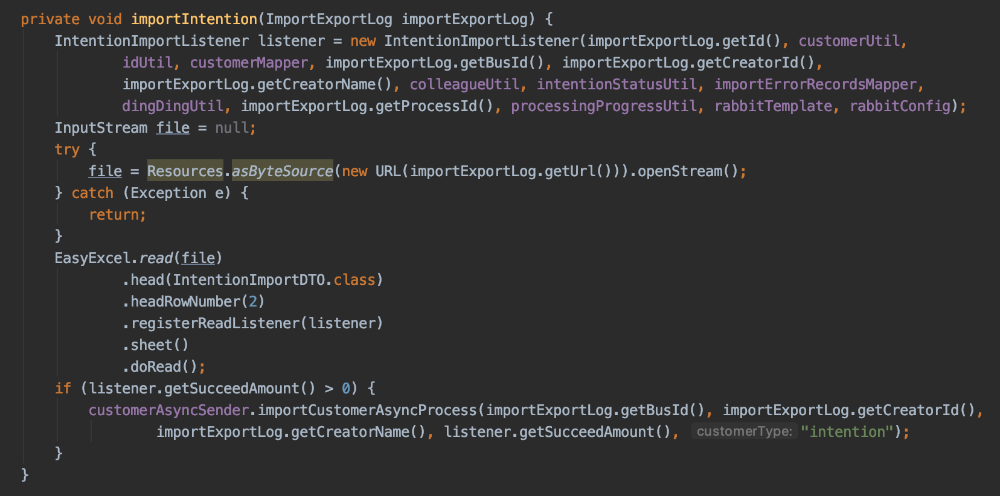 private void importIntention(ImportExportLog importExportLog) {
    IntentionImportListener listener = new IntentionImportListener(importExportLog.getId(), customerUtil,
            idUtil, customerMapper, importExportLog.getBusId(), importExportLog.getCreatorId(),
            importExportLog.getCreatorName(), colleagueUtil, intentionStatusUtil, importErrorRecordsMapper,
            dingDingUtil, importExportLog.getProcessId(), processingProgressUtil, rabbitTemplate, rabbitConfig);
    InputStream file = null;
    try {
        file = Resources.asByteSource(new URL(importExportLog.getUrl())).openStream();
    } catch (Exception e) {
        return;
    }
    EasyExcel.read(file)
            .head(IntentionImportDTO.class)
            .headRowNumber(2)
            .registerReadListener(listener)
            .sheet()
            .doRead();
    if (listener.getSucceedAmount() > 0) {
        customerAsyncSender.importCustomerAsyncProcess(importExportLog.getBusId(), importExportLog.getCreatorId(),
                importExportLog.getCreatorName(), listener.getSucceedAmount(), customerType: "intention");
    }
}